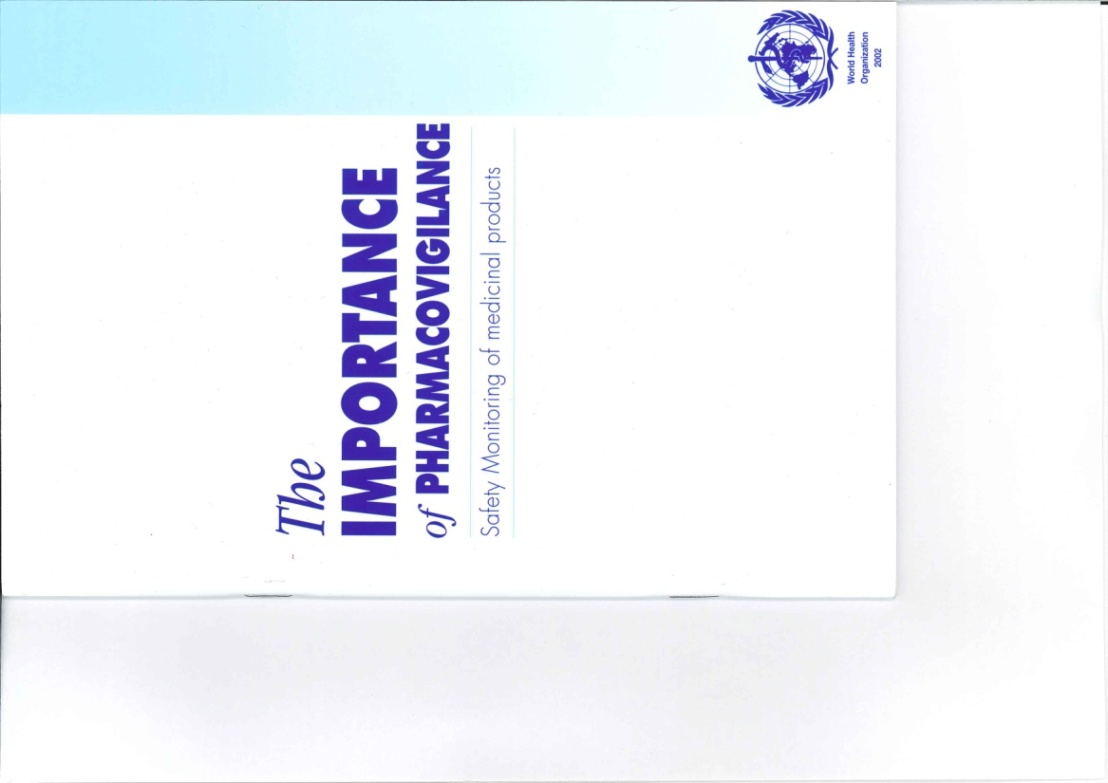 The
IMPORTANCE
of PHARMACOVIGILANCE
Safety Monitoring of medicinal products
World Health
Organization
2002